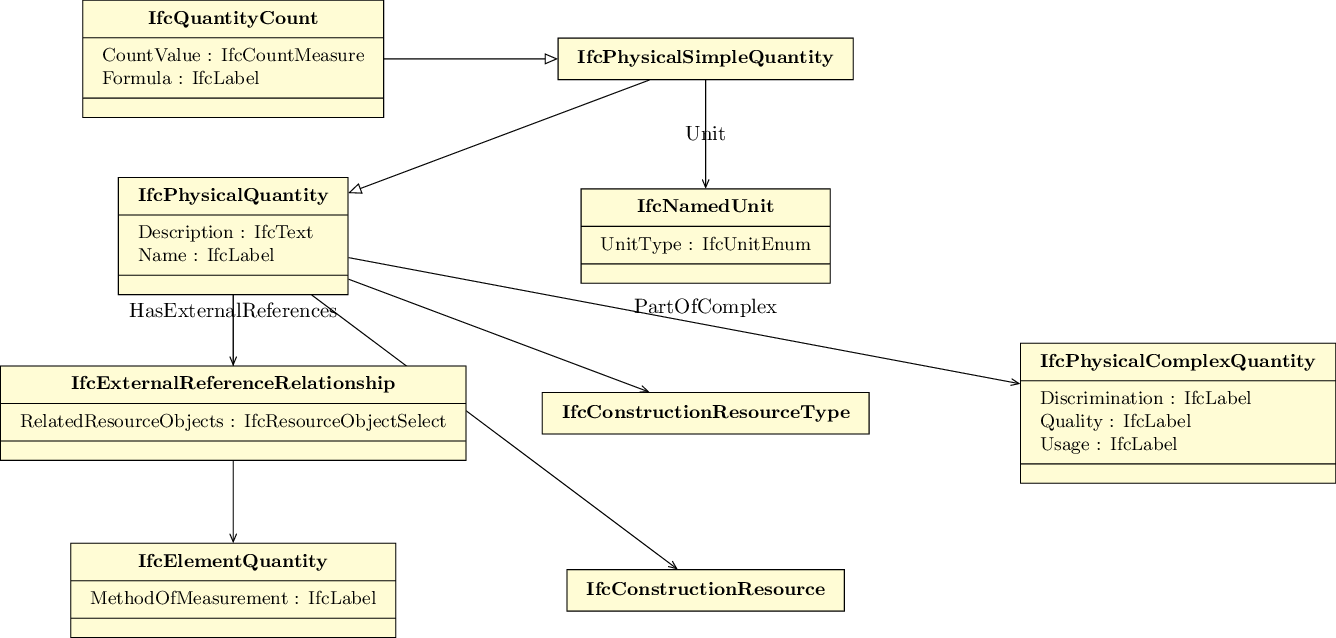 IfcQuantityCount
CountValue : IfcCountMeasure
Formula : IfcLabel
IfcPhysicalSimpleQuantity
Unit
IfcPhysicalQuantity
Description : IfcText
Name : IfcLabel
IfcNamedUnit
UnitType : IfcUnitEnum
HasExternalReferences
PartOfComplex
IfcExternalReferenceRelationship
RelatedResourceObjects : IfcResourceObjectSelect
IfcConstructionResourceType
IfcPhysicalComplexQuantity
Discrimination : IfcLabel
Quality : IfcLabel
Usage : IfcLabel
IfcElementQuantity
MethodOfMeasurement : IfcLabel
IfcConstructionResource